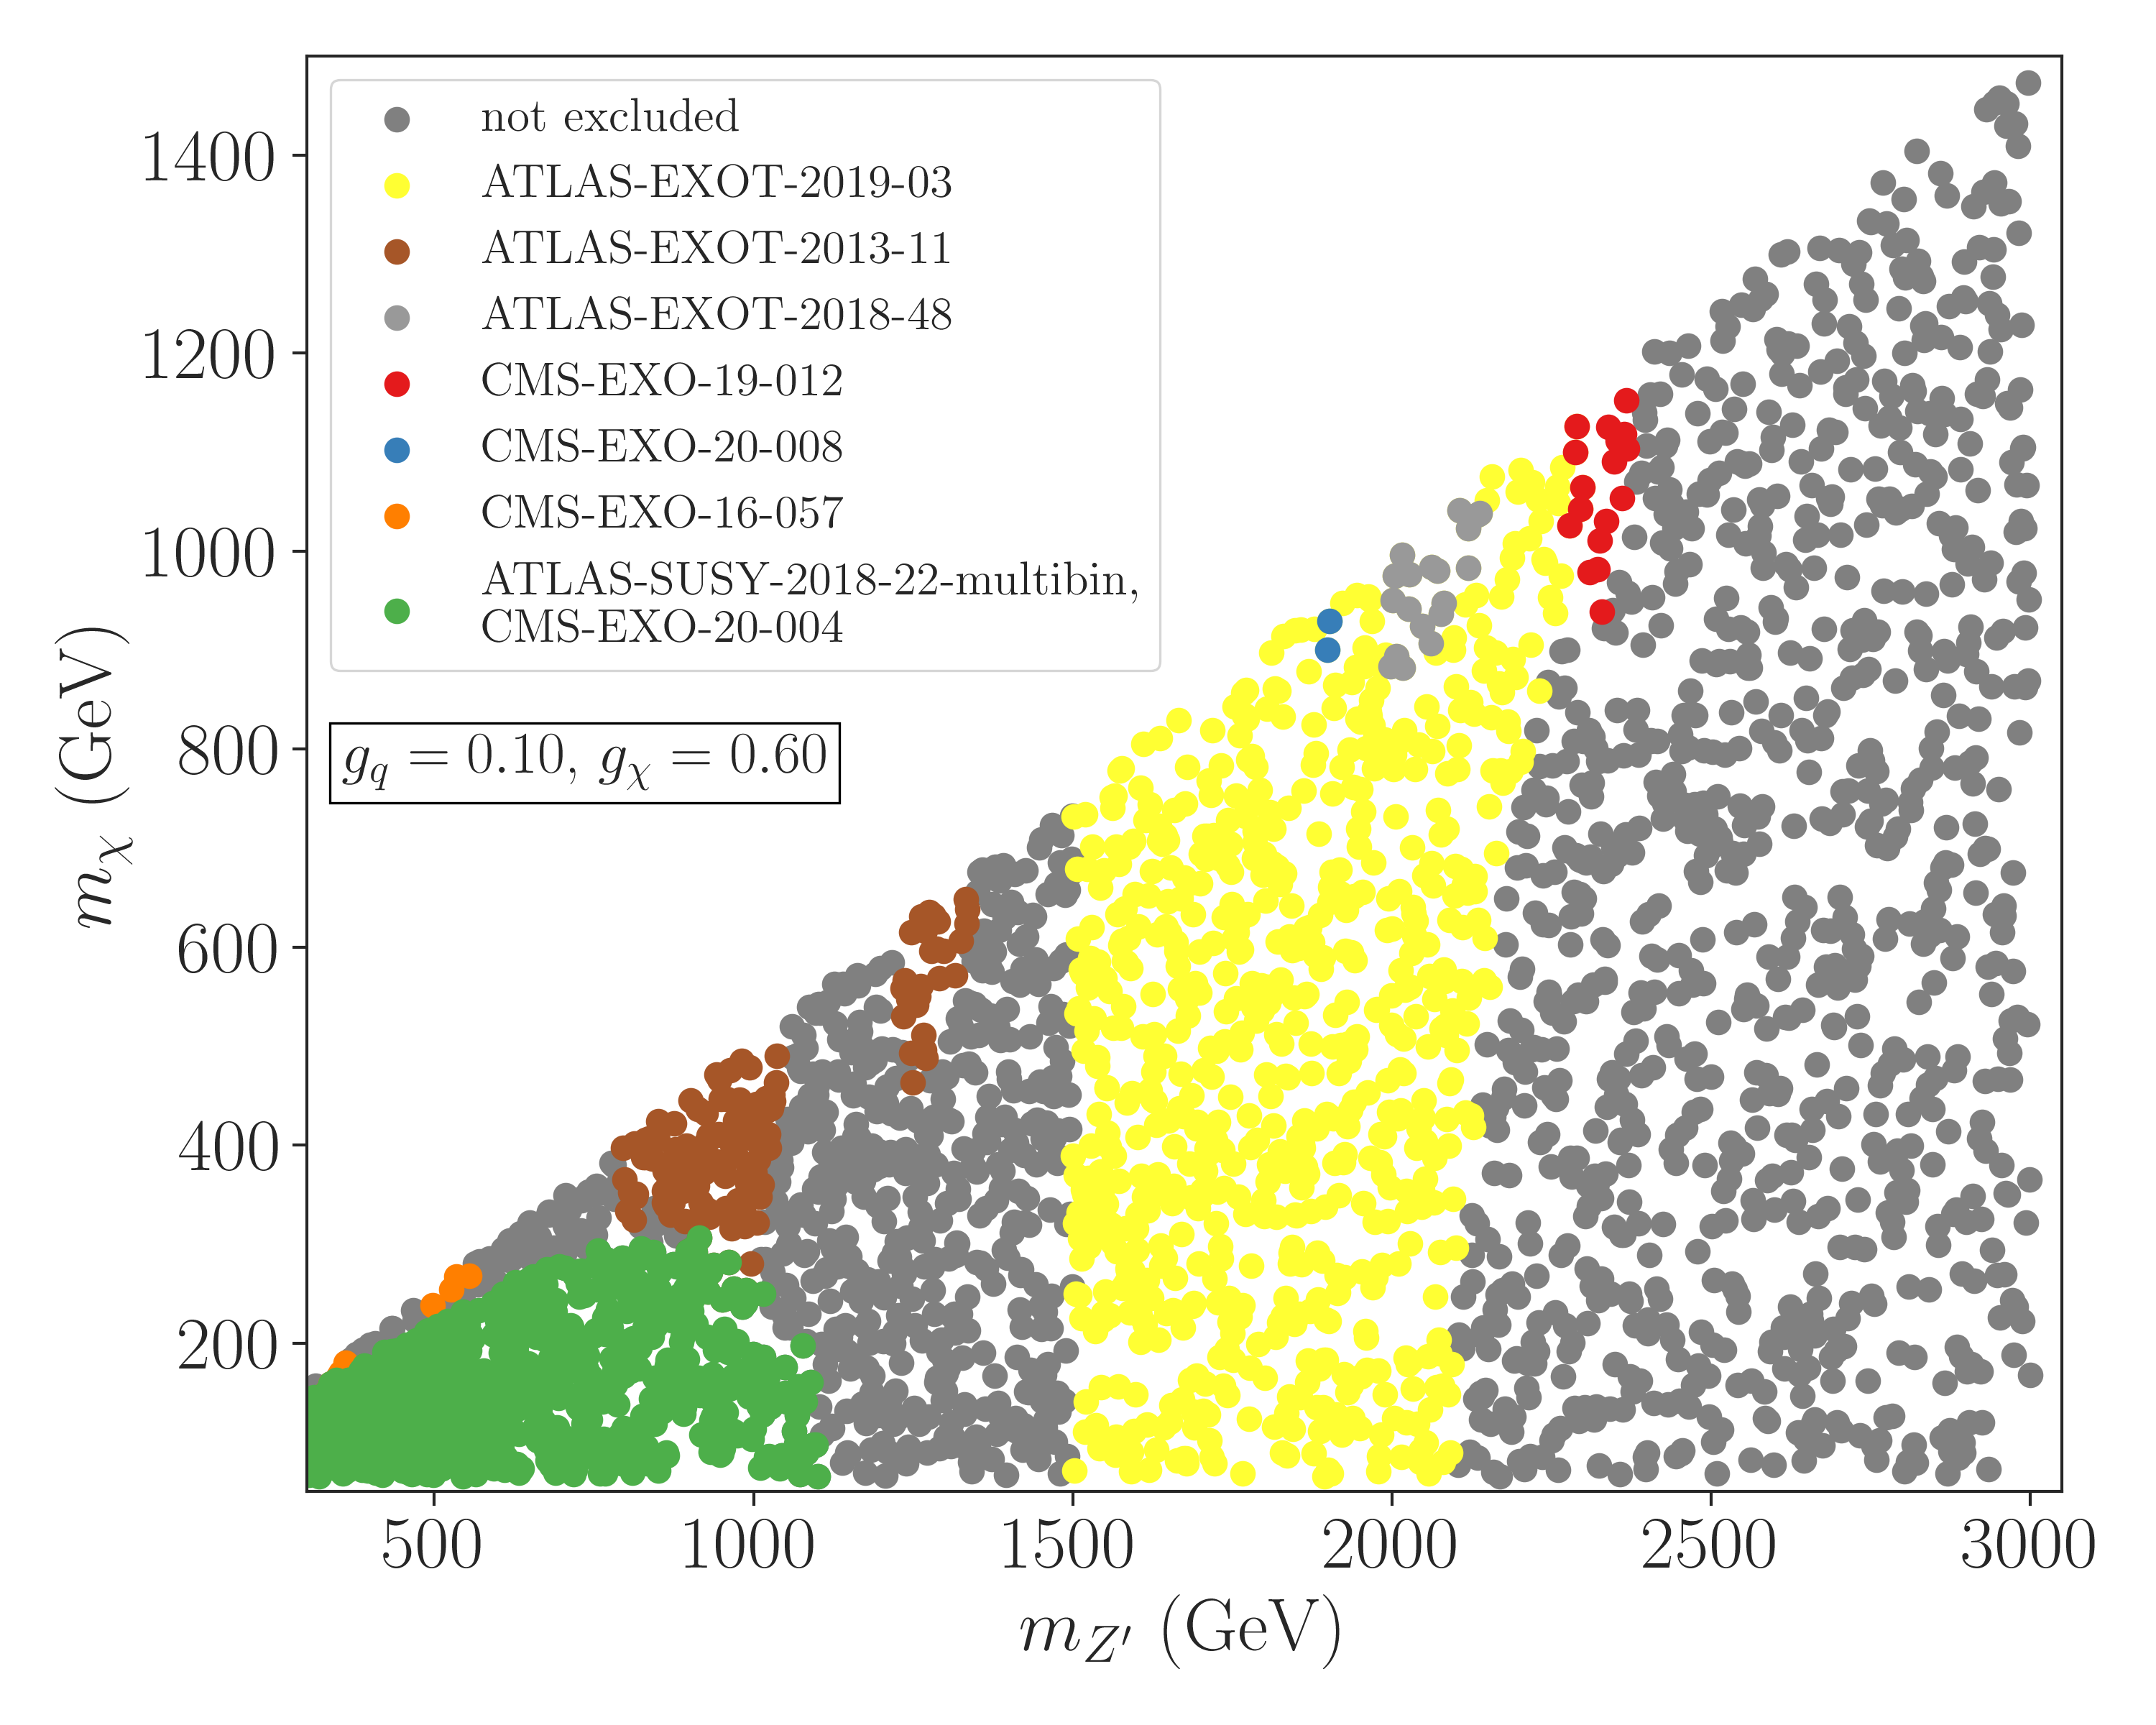 not excluded
ATLAS-EXOT-2019-03
ATLAS-EXOT-2013-11
ATLAS-EXOT-2018-48
CMS-EXO-19-012
CMS-EXO-20-008
CMS-EXO-16-057
ATLAS-SUSY-2018-22-multibin,
CMS-EXO-20-004
g_q = 0.10, g_χ = 0.60
1400
1200
1000
800
600
400
200
m_χ (GeV)
500 1000 1500 2000 2500 3000
m_Z′ (GeV)